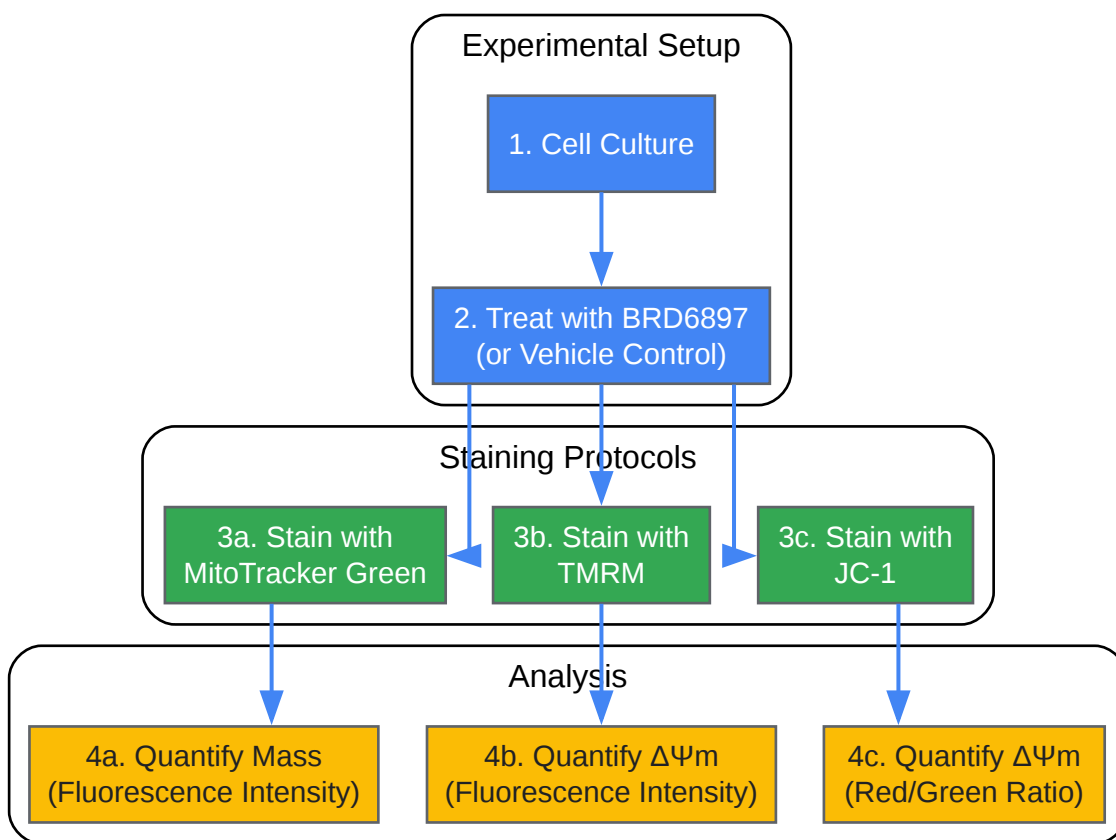 Experimental Setup
1. Cell Culture
2. Treat with BRD6897
(or Vehicle Control)
Staining Protocols
3a. Stain with
MitoTracker Green
3b. Stain with
TMRM
3c. Stain with
JC-1
Analysis
4a. Quantify Mass
(Fluorescence Intensity)
4b. Quantify ΔΨm
(Fluorescence Intensity)
4c. Quantify ΔΨm
(Red/Green Ratio)